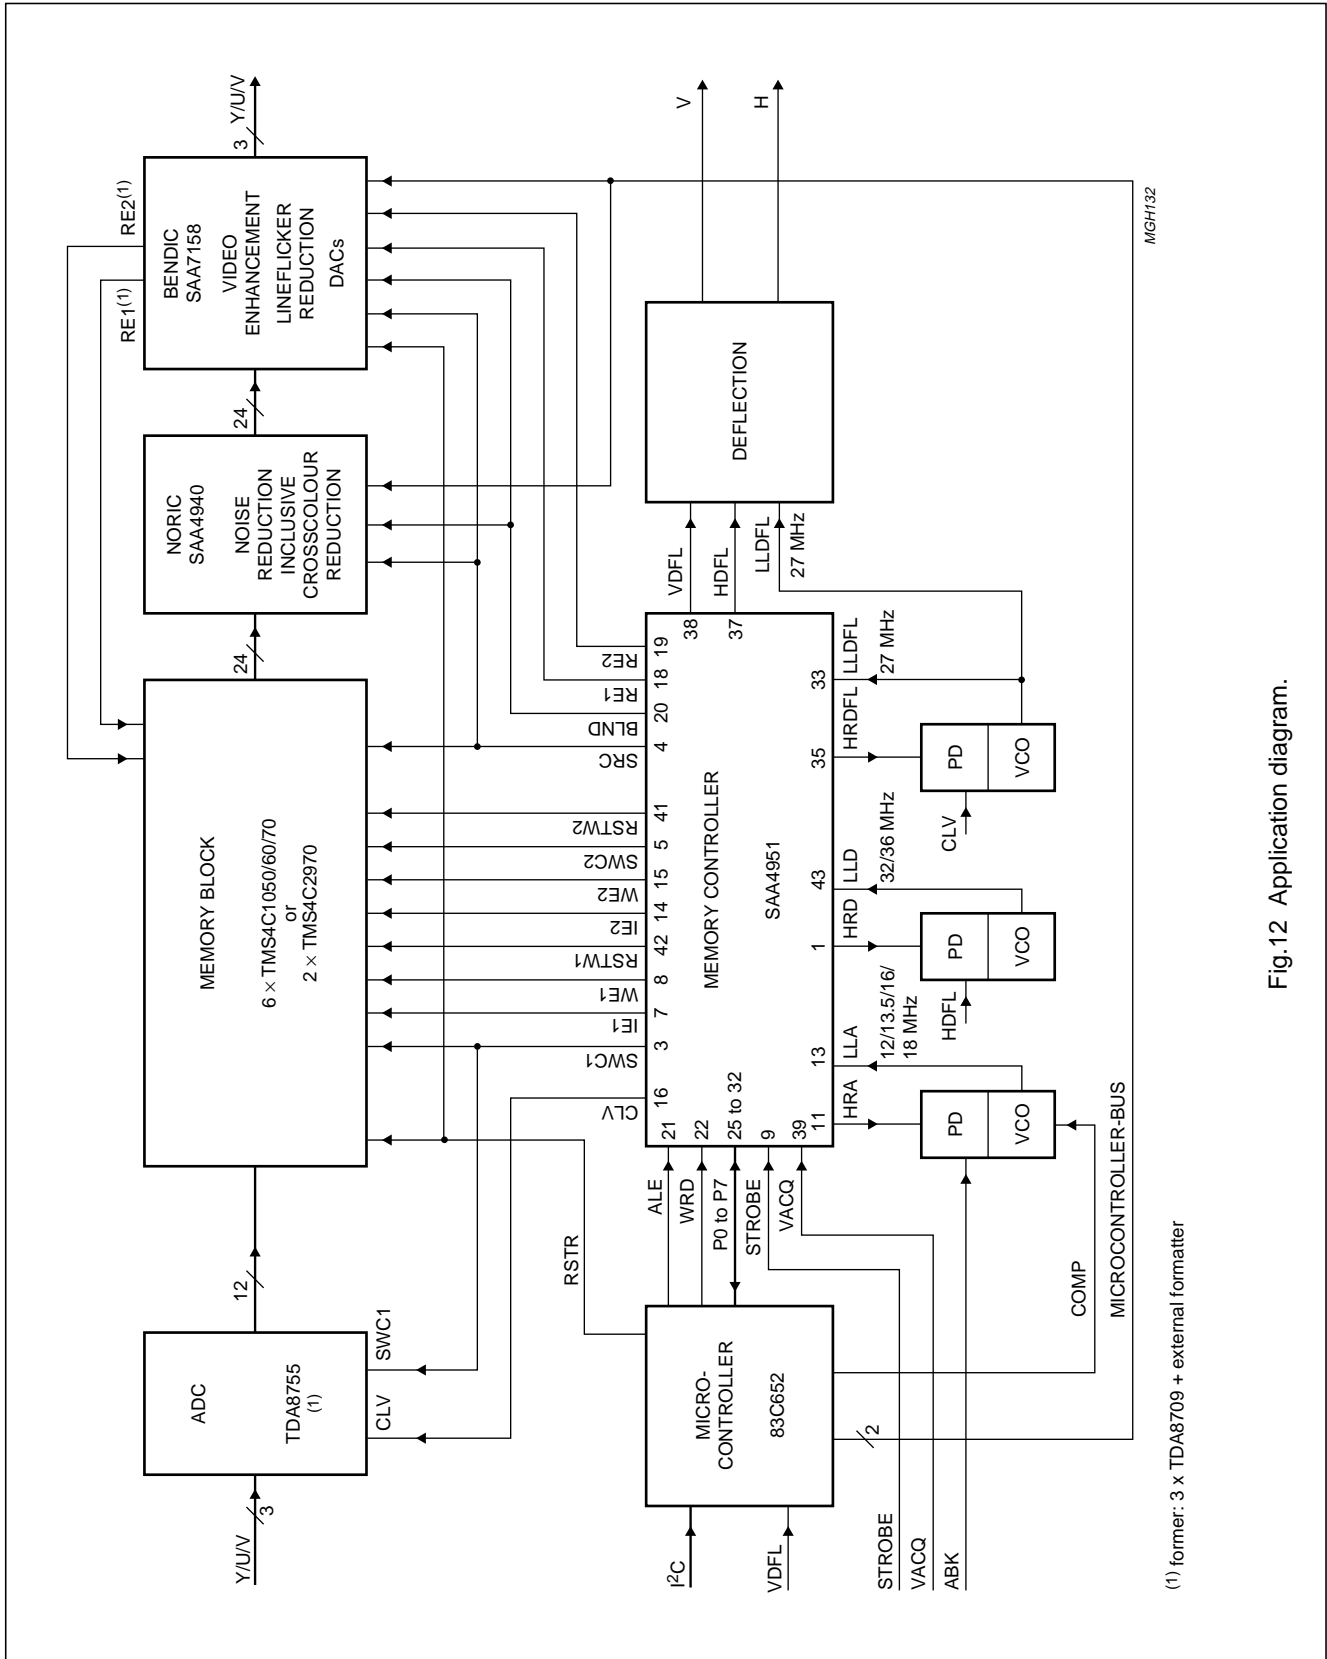 Y/U/V
3
ADC
TDA8755
(1)
CLV
SWC1
12
MEMORY BLOCK
6 × TMS4C1050/60/70
or
2 × TMS4C2970
24
NORIC
SAA4940
NOISE
REDUCTION
INCLUSIVE
CROSSCOLOUR
REDUCTION
24
RE1(1)
RE2(1)
BENDIC
SAA7158
VIDEO
ENHANCEMENT
LINEFLICKER
REDUCTION
DACs
3
Y/U/V
RSTR
CLV
SWC1
IE1
WE1
RSTW1
IE2
WE2
SWC2
RSTW2
SRC
BLND
RE1
RE2
16
3
7
8
42
14
15
5
41
4
20
18
19
I²C
VDFL
MICRO-
CONTROLLER
83C652
2
ALE
WRD
P0 to P7
STROBE
VACQ
21
22
25 to 32
9
39
MEMORY CONTROLLER
SAA4951
38
37
VDFL
HDFL
LLDFL
27 MHz
DEFLECTION
V
H
11
13
1
43
35
33
HRA
LLA
12/13.5/16/
18 MHz
HRD
LLD
32/36 MHz
HRDFL
LLDFL
27 MHz
PD
VCO
HDFL
PD
VCO
CLV
PD
VCO
STROBE
VACQ
ABK
COMP
MICROCONTROLLER-BUS
MGH132
(1) former: 3 x TDA8709 + external formatter
Fig.12 Application diagram.